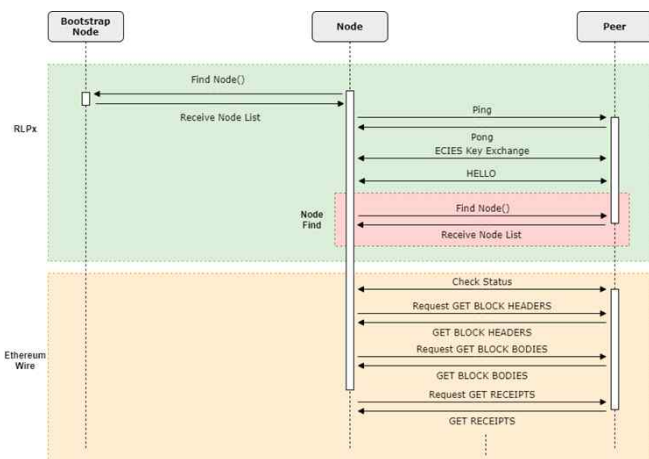 Bootstrap
Node
Node
Peer
Find Node()
Receive Node List
Ping
RLPx
Pong
ECIES Key Exchange
HELLO
Node
Find
Find Node()
Receive Node List
Check Status
Request GET BLOCK HEADERS
GET BLOCK HEADERS
Ethereum
Wire
Request GET BLOCK BODIES
GET BLOCK BODIES
Request GET RECEIPTS
GET RECEIPTS